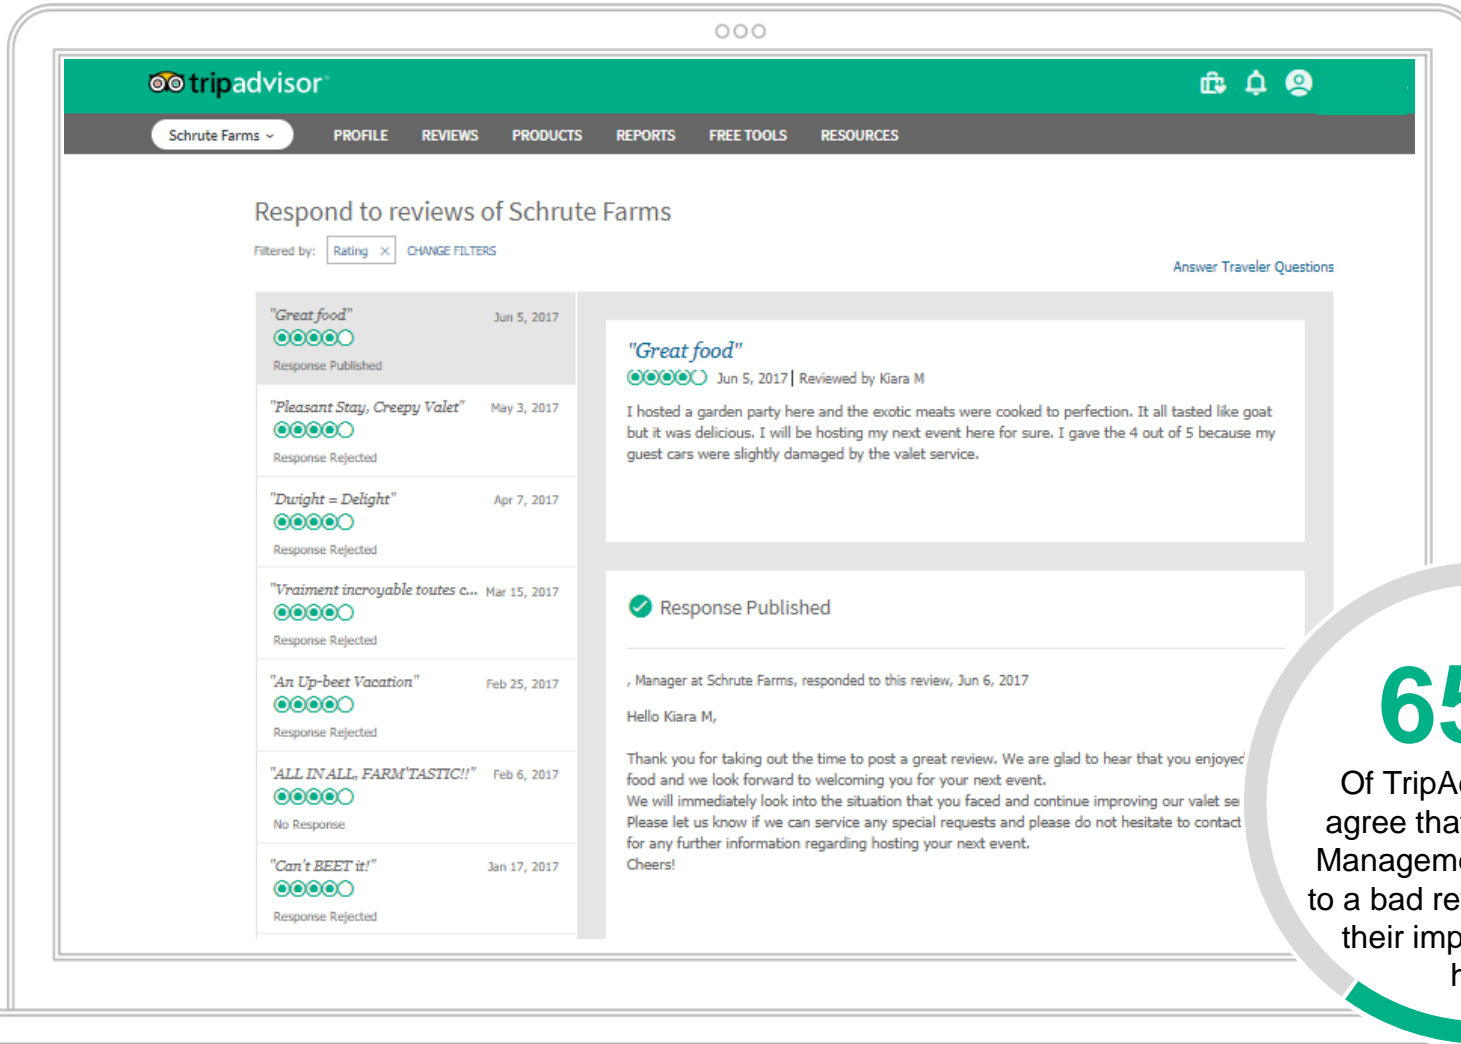 tripadvisor
Schrute Farms PROFILE REVIEWS PRODUCTS REPORTS FREE TOOLS RESOURCES
Respond to reviews of Schrute Farms
Filtered by: Rating × CHANGE FILTERS
Answer Traveler Questions
"Great food" Jun 5, 2017
Response Published
"Pleasant Stay, Creepy Valet" May 3, 2017
Response Rejected
"Dwight = Delight" Apr 7, 2017
Response Rejected
"Vraiment incroyable toutes c... Mar 15, 2017
Response Rejected
"An Up-beet Vacation" Feb 25, 2017
Response Rejected
"ALL IN ALL, FARM'TASTIC!!" Feb 6, 2017
No Response
"Can't BEET it!" Jan 17, 2017
Response Rejected
"Great food"
Jun 5, 2017 | Reviewed by Kiara M
I hosted a garden party here and the exotic meats were cooked to perfection. It all tasted like goat
but it was delicious. I will be hosting my next event here for sure. I gave the 4 out of 5 because my
guest cars were slightly damaged by the valet service.
Response Published
, Manager at Schrute Farms, responded to this review, Jun 6, 2017
Hello Kiara M,
Thank you for taking out the time to post a great review. We are glad to hear that you enjoyed
food and we look forward to welcoming you for your next event.
We will immediately look into the situation that you faced and continue improving our valet
Please let us know if we can service any special requests and please do not hesitate to contact
for any further information regarding hosting your next event.
Cheers!
65
Of
agree
to a bad
their